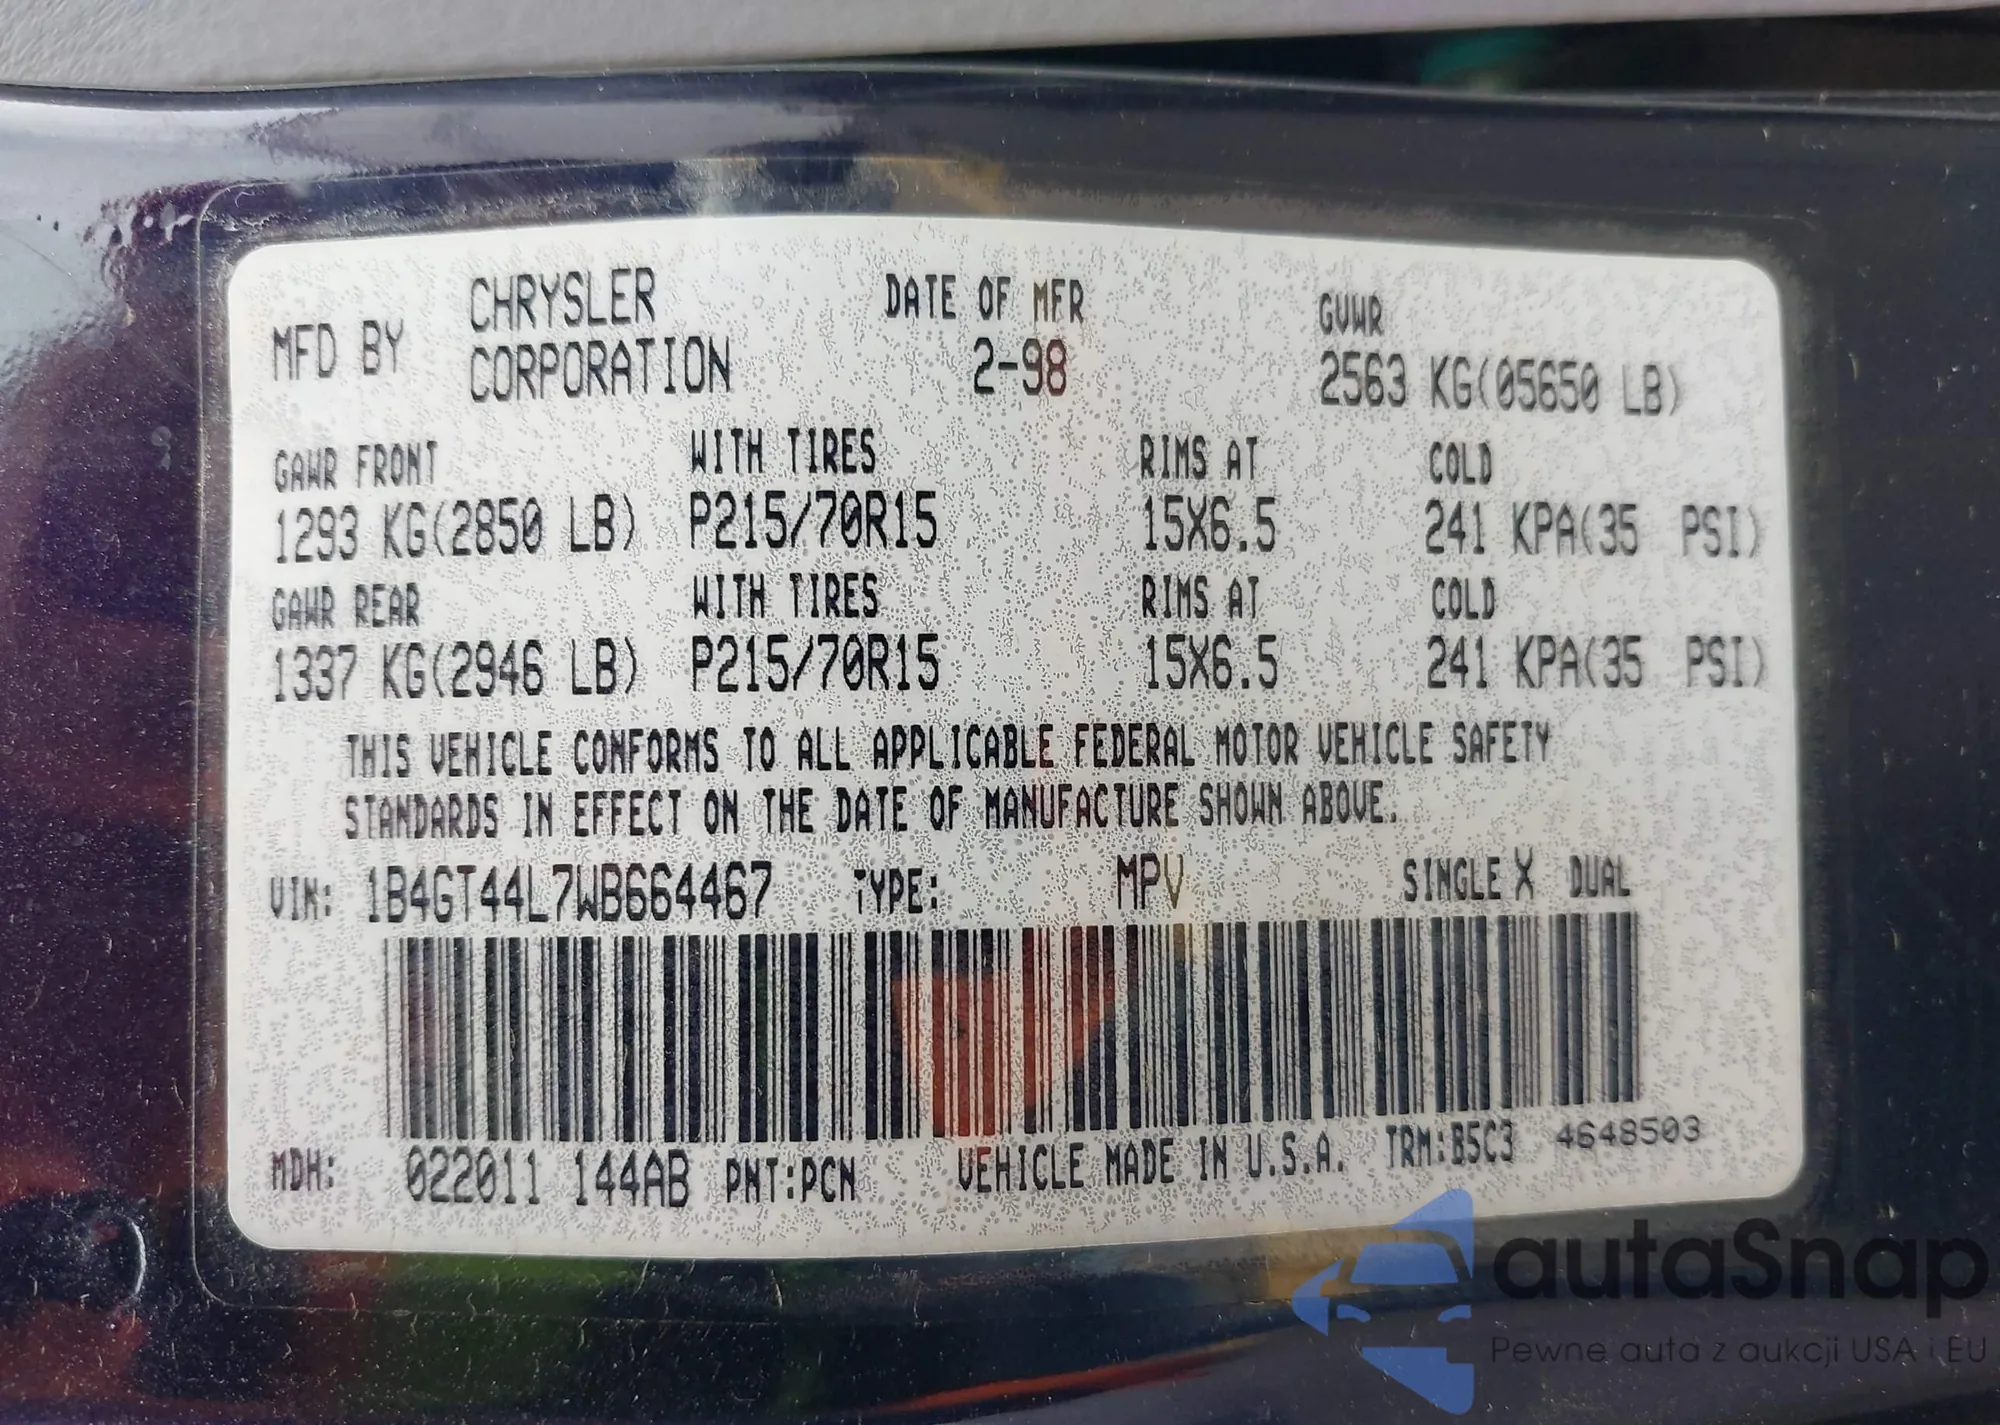 MFD BY CHRYSLER CORPORATION DATE OF MFR 2-98 GVWR 2563 KG(05650 LB)
GAWR FRONT WITH TIRES RIMS AT COLD
1293 KG(2850 LB) P215/70R15 15X6.5 241 KPA(35 PSI)
GAWR REAR WITH TIRES RIMS AT COLD
1337 KG(2946 LB) P215/70R15 15X6.5 241 KPA(35 PSI)
THIS VEHICLE CONFORMS TO ALL APPLICABLE FEDERAL MOTOR VEHICLE SAFETY
STANDARDS IN EFFECT ON THE DATE OF MANUFACTURE SHOWN ABOVE.
VIN: 1B4GT44L7WB664467 TYPE: MPV SINGLE X DUAL
MDH: 022011 144AB PNT:PCN VEHICLE MADE IN U.S.A. TRM:B5C3 4648503
autaSnap
Pewne auta z aukcji USA i EU